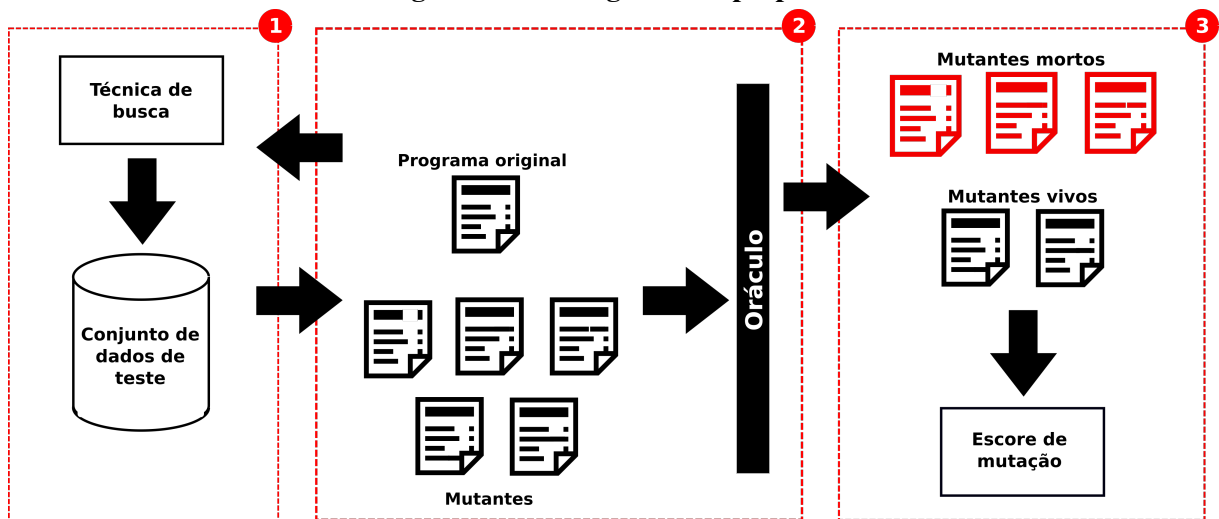 1
2
3
Técnica de
busca
Conjunto de
dados de
teste
Programa original
Mutantes
Oráculo
Mutantes mortos
Mutantes vivos
Escore de
mutação